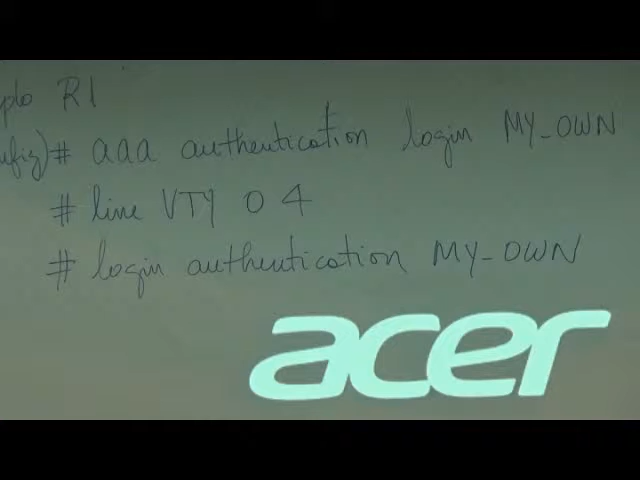 R1
# aaa authentication login MY_OWN
# line VTY 0 4
# login authentication MY_OWN
acer